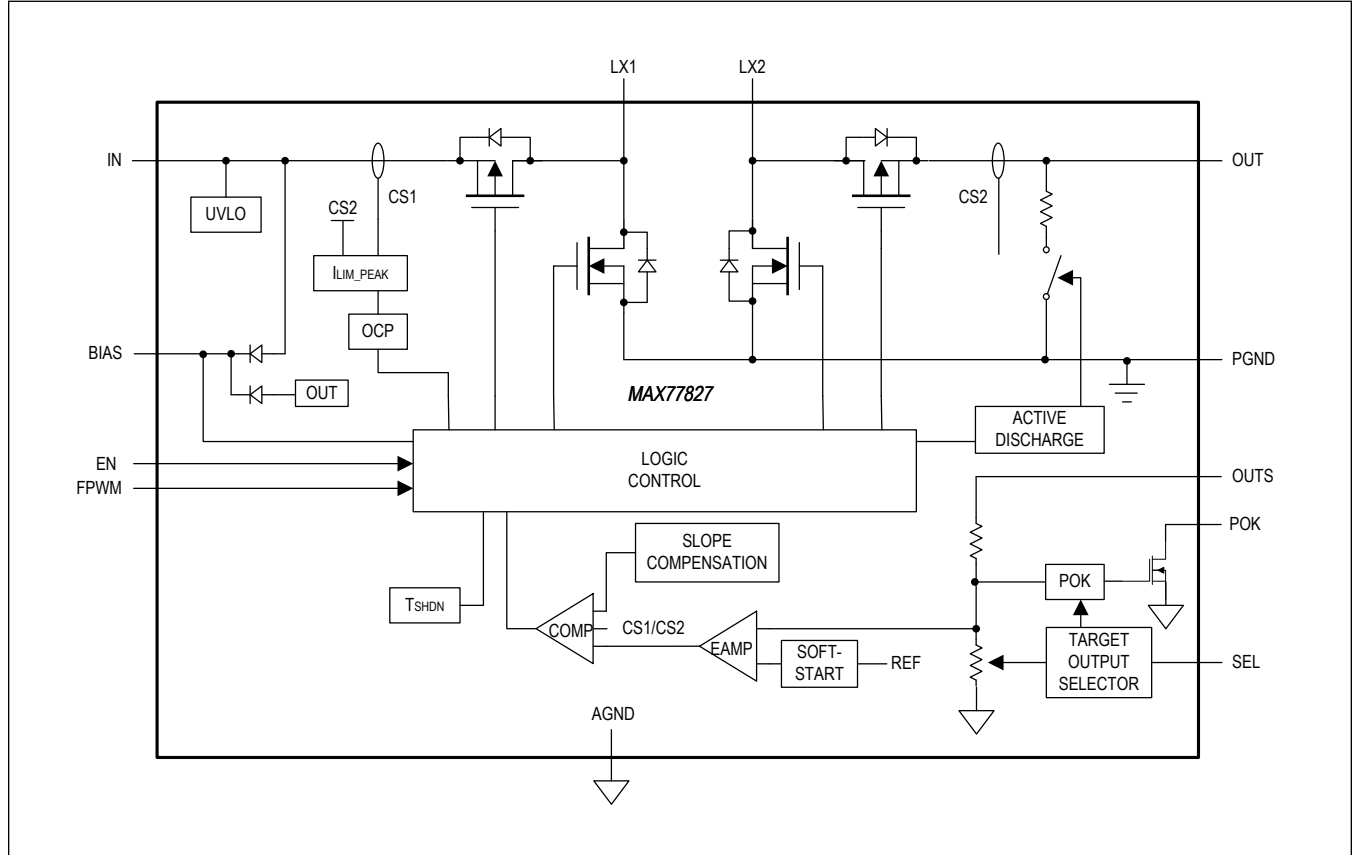 LX1
LX2
IN
OUT
UVLO
CS2
CS1
CS2
ILIM_PEAK
OCP
BIAS
OUT
PGND
MAX77827
ACTIVE
DISCHARGE
LOGIC
CONTROL
EN
FPWM
OUTS
POK
SLOPE
COMPENSATION
TSHDN
POK
COMP
CS1/CS2
EAMP
SOFT-
START
REF
TARGET
OUTPUT
SELECTOR
SEL
AGND